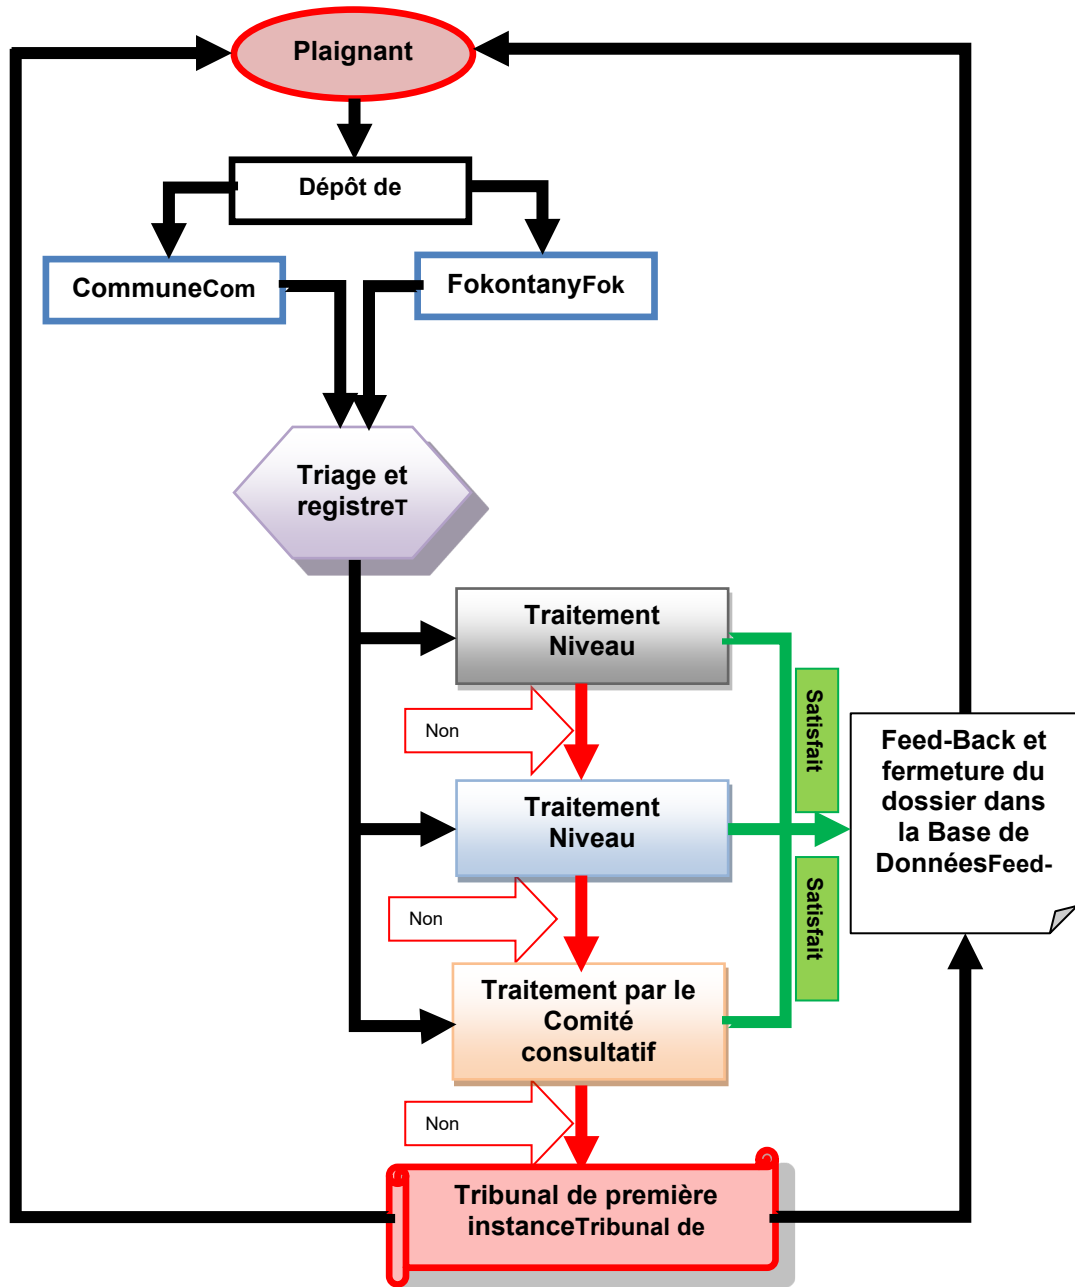 Plaignant
Dépôt de
CommuneCom
FokontanyFok
Triage et
registreT
Traitement
Niveau
Non
Satisfait
Traitement
Niveau
Feed-Back et
fermeture du
dossier dans
la Base de
DonnéesFeed-
Non
Satisfait
Traitement par le
Comité
consultatif
Non
Tribunal de première
instanceTribunal de